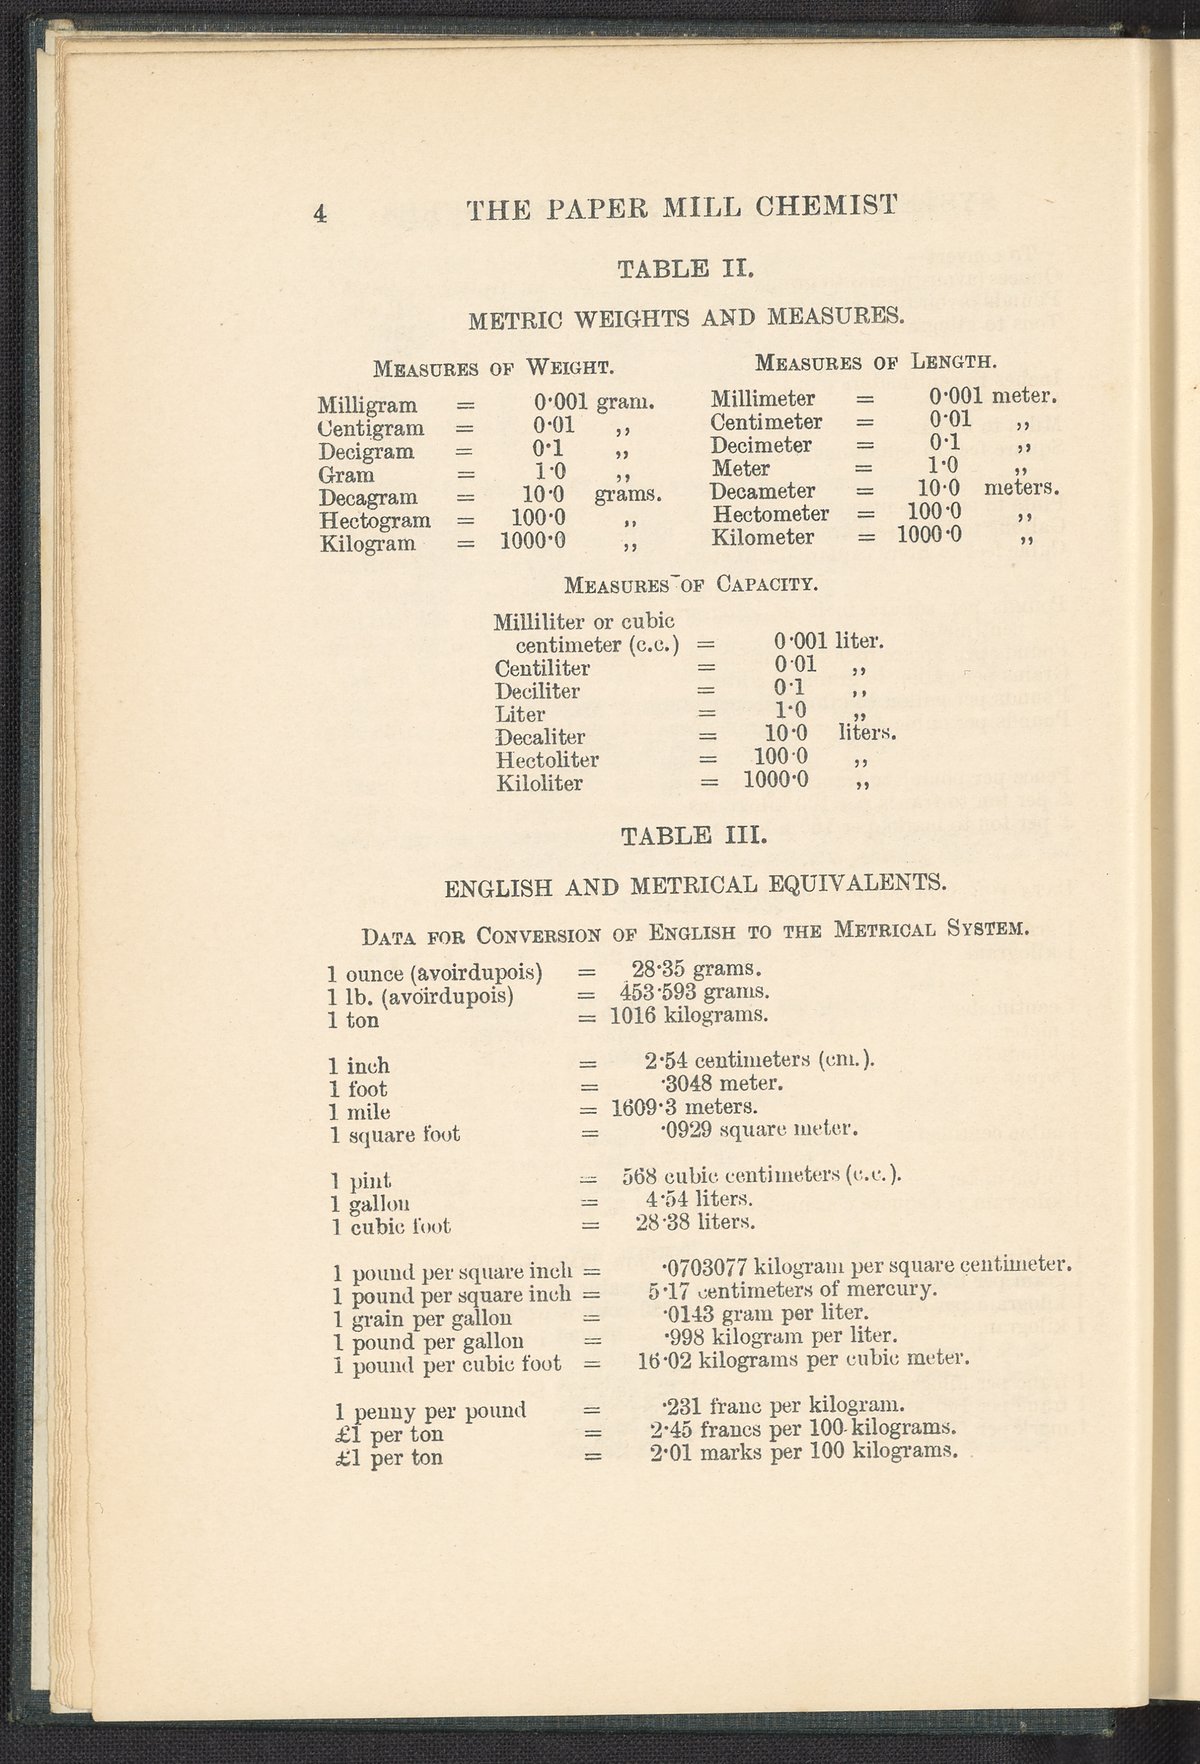 4 THE PAPER MILL CHEMIST
TABLE II.
METRIC WEIGHTS AND MEASURES.
MEASURES OF WEIGHT.
Milligram = 0·001 gram.
Centigram = 0·01 ,,
Decigram = 0·1 ,,
Gram = 1·0 ,,
Decagram = 10·0 grams.
Hectogram = 100·0 ,,
Kilogram = 1000·0 ,,
MEASURES OF LENGTH.
Millimeter = 0·001 meter.
Centimeter = 0·01 ,,
Decimeter = 0·1 ,,
Meter = 1·0 ,,
Decameter = 10·0 meters.
Hectometer = 100·0 ,,
Kilometer = 1000·0 ,,
MEASURES OF CAPACITY.
Milliliter or cubic
centimeter (c.c.) = 0·001 liter.
Centiliter = 0·01 ,,
Deciliter = 0·1 ,,
Liter = 1·0 ,,
Decaliter = 10·0 liters.
Hectoliter = 100·0 ,,
Kiloliter = 1000·0 ,,
TABLE III.
ENGLISH AND METRICAL EQUIVALENTS.
DATA FOR CONVERSION OF ENGLISH TO THE METRICAL SYSTEM.
1 ounce (avoirdupois) = 28·35 grams.
1 lb. (avoirdupois) = 453·593 grams.
1 ton = 1016 kilograms.
1 inch = 2·54 centimeters (cm.).
1 foot = ·3048 meter.
1 mile = 1609·3 meters.
1 square foot = ·0929 square meter.
1 pint = 568 cubic centimeters (c.c.).
1 gallon = 4·54 liters.
1 cubic foot = 28·38 liters.
1 pound per square inch = ·0703077 kilogram per square centimeter.
1 pound per square inch = 5·17 centimeters of mercury.
1 grain per gallon = ·0143 gram per liter.
1 pound per gallon = ·998 kilogram per liter.
1 pound per cubic foot = 16·02 kilograms per cubic meter.
1 penny per pound = ·231 franc per kilogram.
£1 per ton = 2·45 francs per 100 kilograms.
£1 per ton = 2·01 marks per 100 kilograms.